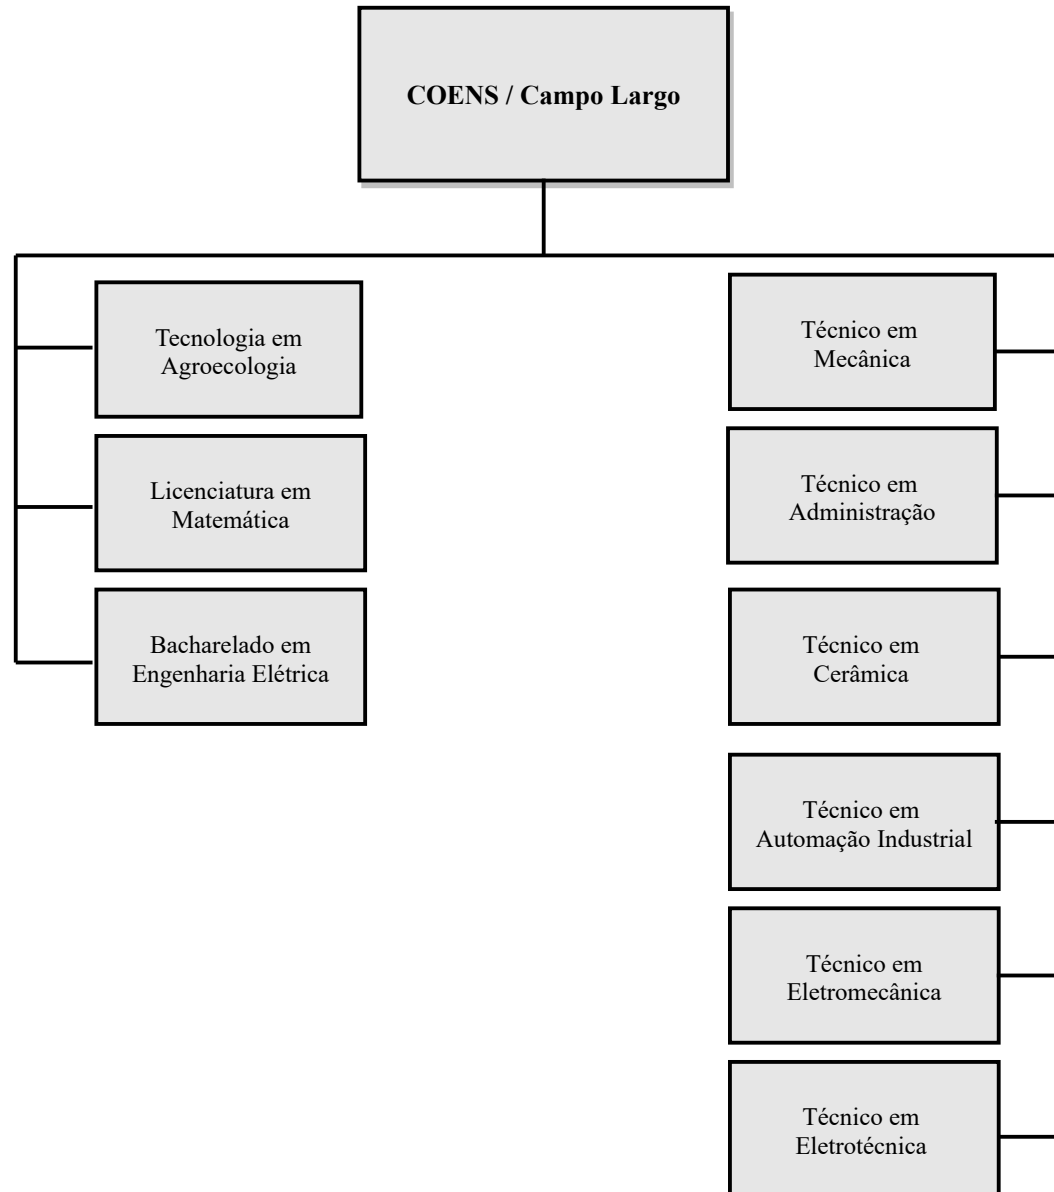 COENS / Campo Largo
Tecnologia em
Agroecologia
Licenciatura em
Matemática
Bacharelado em
Engenharia Elétrica
Técnico em
Mecânica
Técnico em
Administração
Técnico em
Cerâmica
Técnico em
Automação Industrial
Técnico em
Eletromecânica
Técnico em
Eletrotécnica